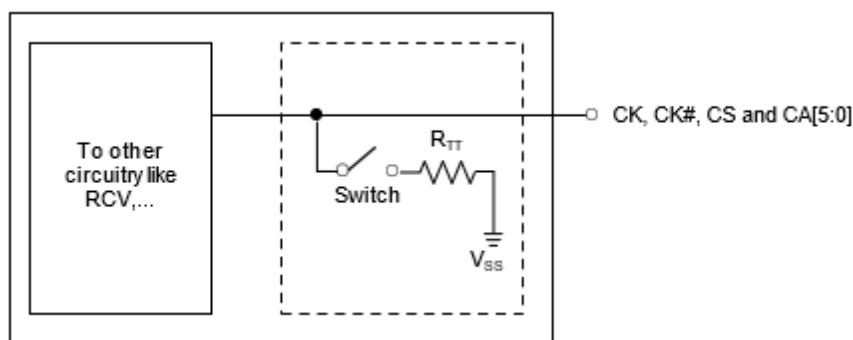 To other
circuitry like
RCV,...
CK, CK#, CS and CA[5:0]
RTT
Switch
VSS